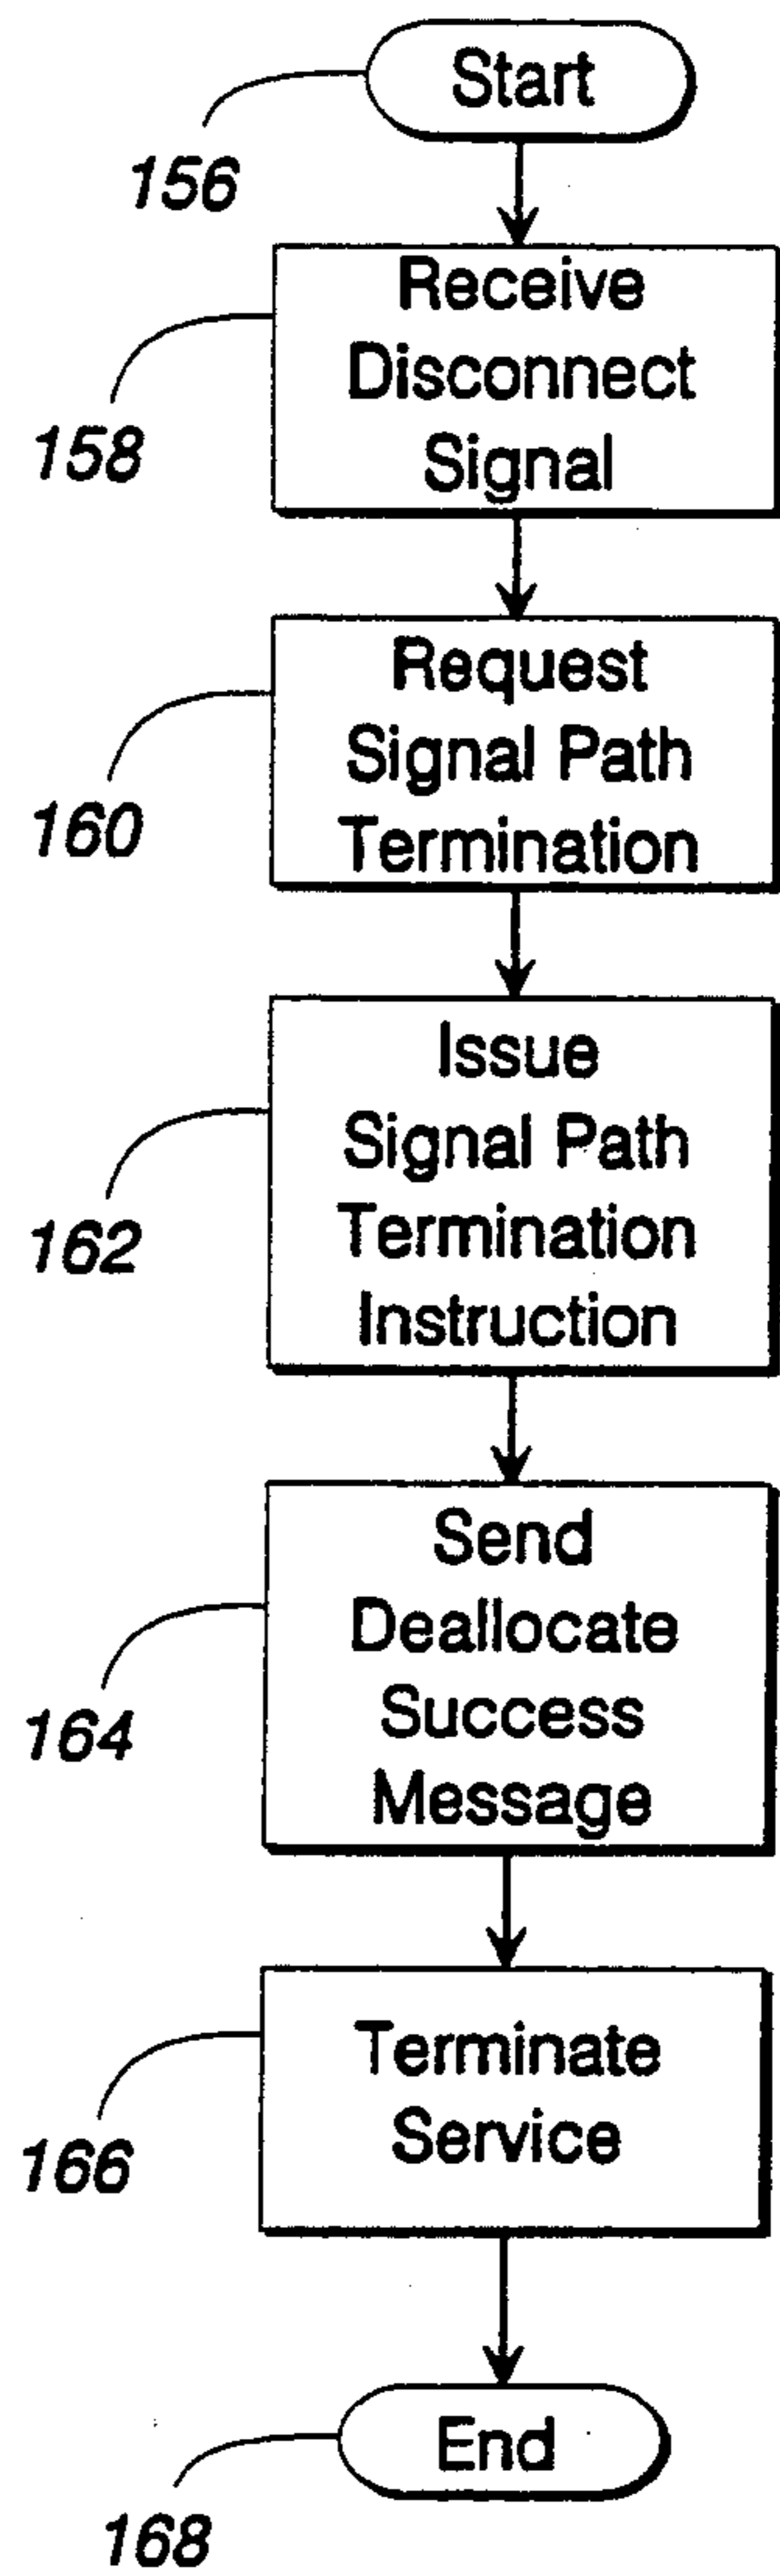 Start
156
Receive
Disconnect
Signal
158
Request
Signal Path
Termination
160
Issue
Signal Path
Termination
Instruction
162
Send
Deallocate
Success
Message
164
Terminate
Service
166
End
168